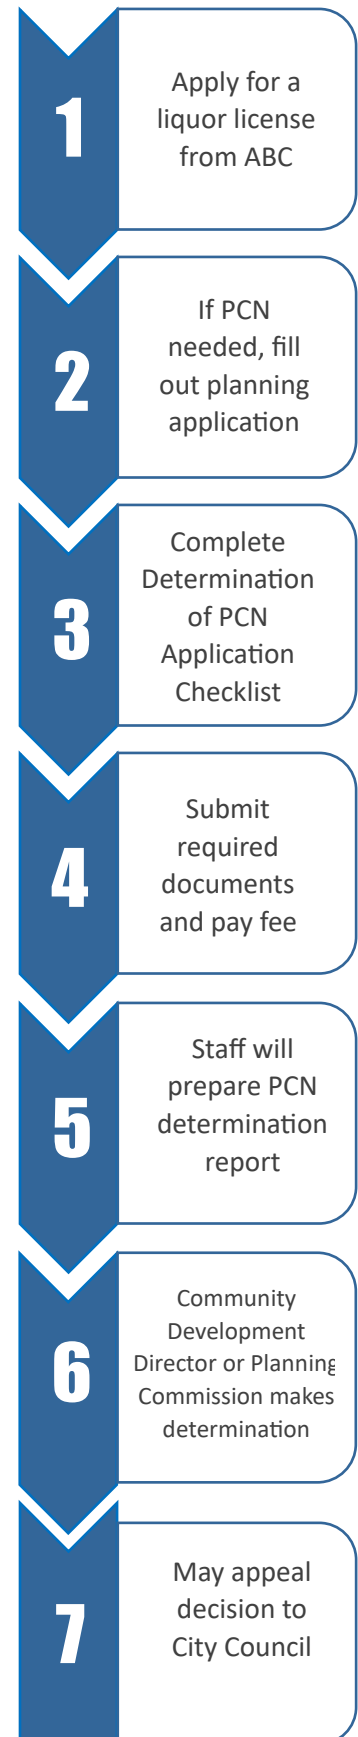 1
Apply for a
liquor license
from ABC
2
If PCN
needed, fill
out planning
application
3
Complete
Determination
of PCN
Application
Checklist
4
Submit
required
documents
and pay fee
5
Staff will
prepare PCN
determination
report
6
Community
Development
Director or Planning
Commission makes
determination
7
May appeal
decision to
City Council